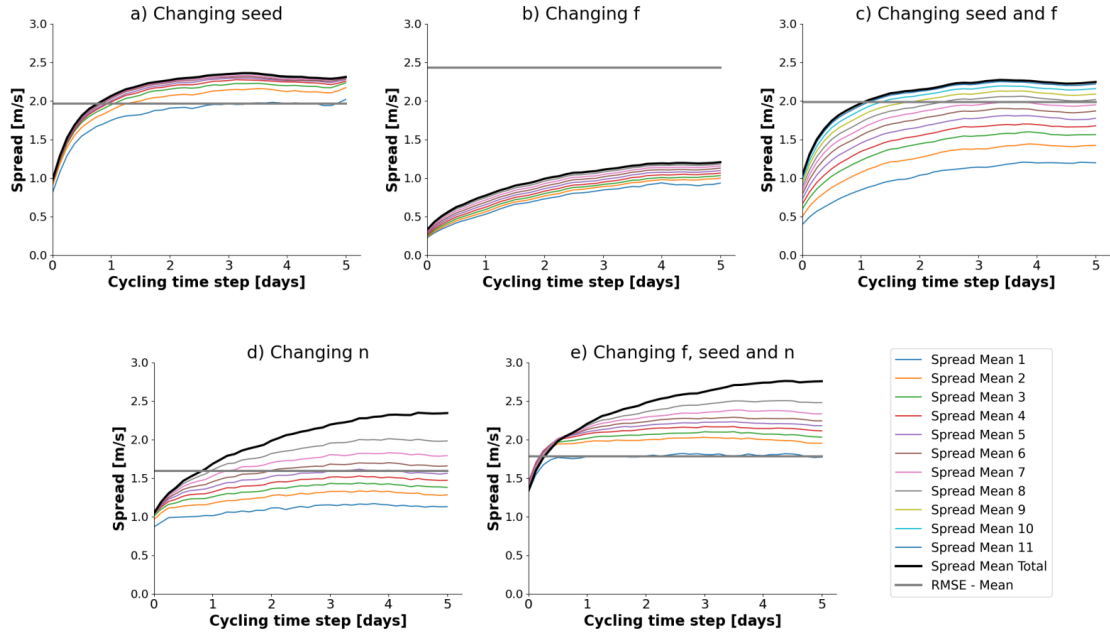 a) Changing seed
b) Changing f
c) Changing seed and f
Spread [m/s]
3.0
2.5
2.0
1.5
1.0
0.5
0.0
0 1 2 3 4 5
Cycling time step [days]
Spread [m/s]
3.0
2.5
2.0
1.5
1.0
0.5
0.0
0 1 2 3 4 5
Cycling time step [days]
Spread [m/s]
3.0
2.5
2.0
1.5
1.0
0.5
0.0
0 1 2 3 4 5
Cycling time step [days]
d) Changing n
e) Changing f, seed and n
Spread [m/s]
3.0
2.5
2.0
1.5
1.0
0.5
0.0
0 1 2 3 4 5
Cycling time step [days]
Spread [m/s]
3.0
2.5
2.0
1.5
1.0
0.5
0.0
0 1 2 3 4 5
Cycling time step [days]
Spread Mean 1
Spread Mean 2
Spread Mean 3
Spread Mean 4
Spread Mean 5
Spread Mean 6
Spread Mean 7
Spread Mean 8
Spread Mean 9
Spread Mean 10
Spread Mean 11
Spread Mean Total
RMSE - Mean